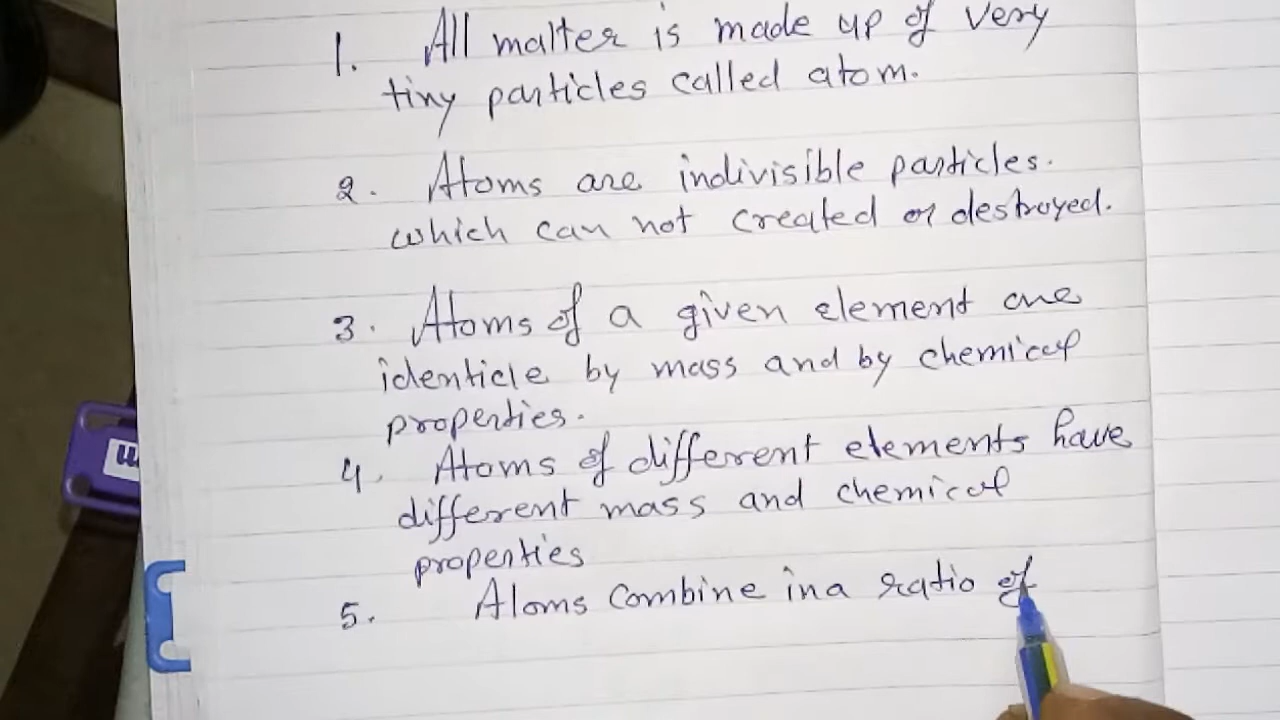 1. All malter is made up of very
tiny particles called atom.
2. Atoms are indivisible particles.
which can not created or destroyed.
3. Atoms of a given element are
identicle by mass and by chemical
properties.
4. Atoms of different elements have
different mass and chemical
properties
5. Atoms combine in a ratio of